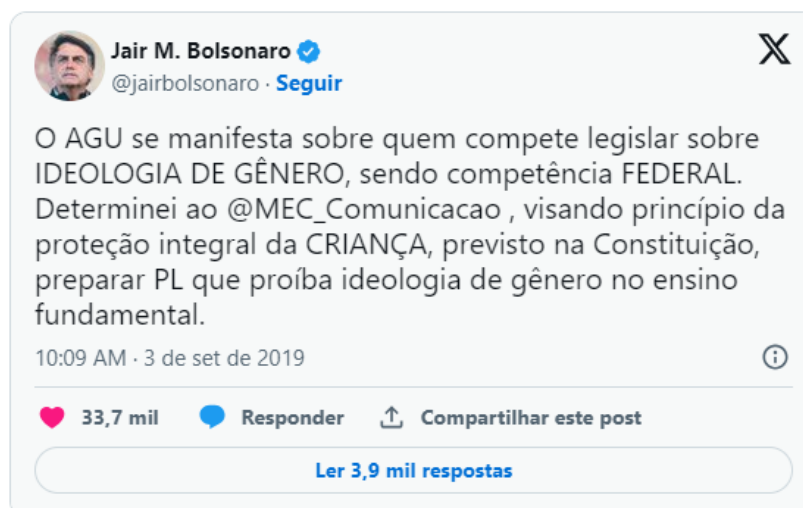 Jair M. Bolsonaro
@jairbolsonaro · Seguir
O AGU se manifesta sobre quem compete legislar sobre
IDEOLOGIA DE GÊNERO, sendo competência FEDERAL.
Determinei ao @MEC_Comunicacao , visando princípio da
proteção integral da CRIANÇA, previsto na Constituição,
preparar PL que proíba ideologia de gênero no ensino
fundamental.
10:09 AM · 3 de set de 2019
33,7 mil Responder Compartilhar este post
Ler 3,9 mil respostas